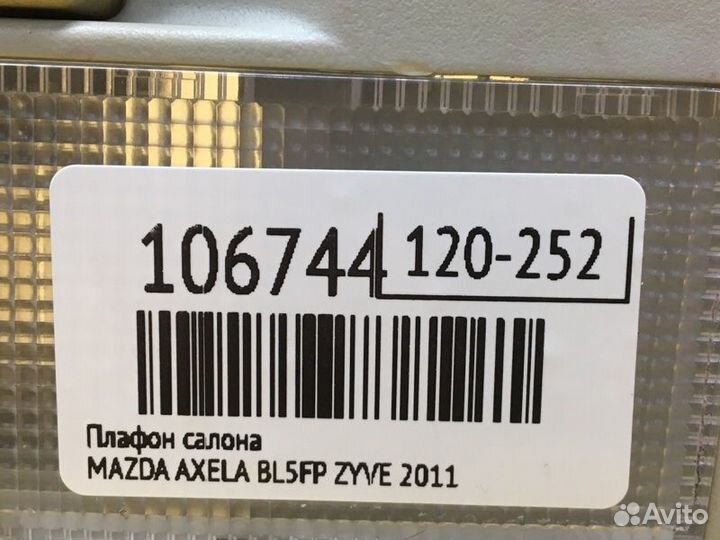 106744 120-252
Плафон салона
MAZDA AXELA BL5FP ZYVE 2011
Avito